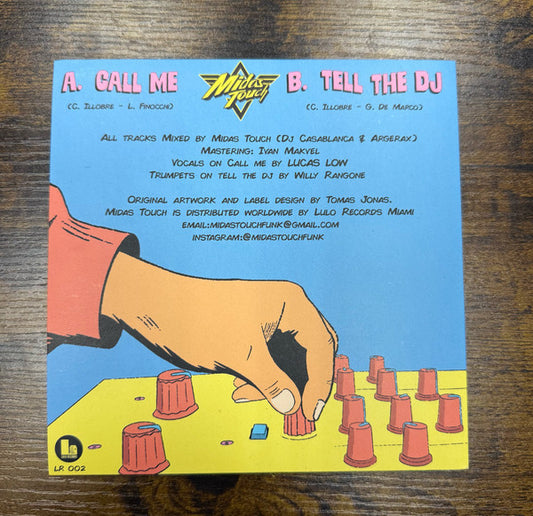 A. CALL ME
Midas Touch
B. TELL THE DJ
(C. ILLOBRE - L. FINOCCHI)
(C. ILLOBRE - G. DE MARCO)
ALL TRACKS MIXED BY MIDAS TOUCH (DJ CASABLANCA & ARGERAX)
MASTERING: IVAN MAKVEL
VOCALS ON CALL ME BY LUCAS LOW
TRUMPETS ON TELL THE DJ BY WILLY RANGONE
ORIGINAL ARTWORK AND LABEL DESIGN BY TOMAS JONAS.
MIDAS TOUCH IS DISTRIBUTED WORLDWIDE BY LULO RECORDS MIAMI
EMAIL:MIDASTOUCHFUNK@GMAIL.COM
INSTAGRAM:@MIDASTOUCHFUNK
LR 002